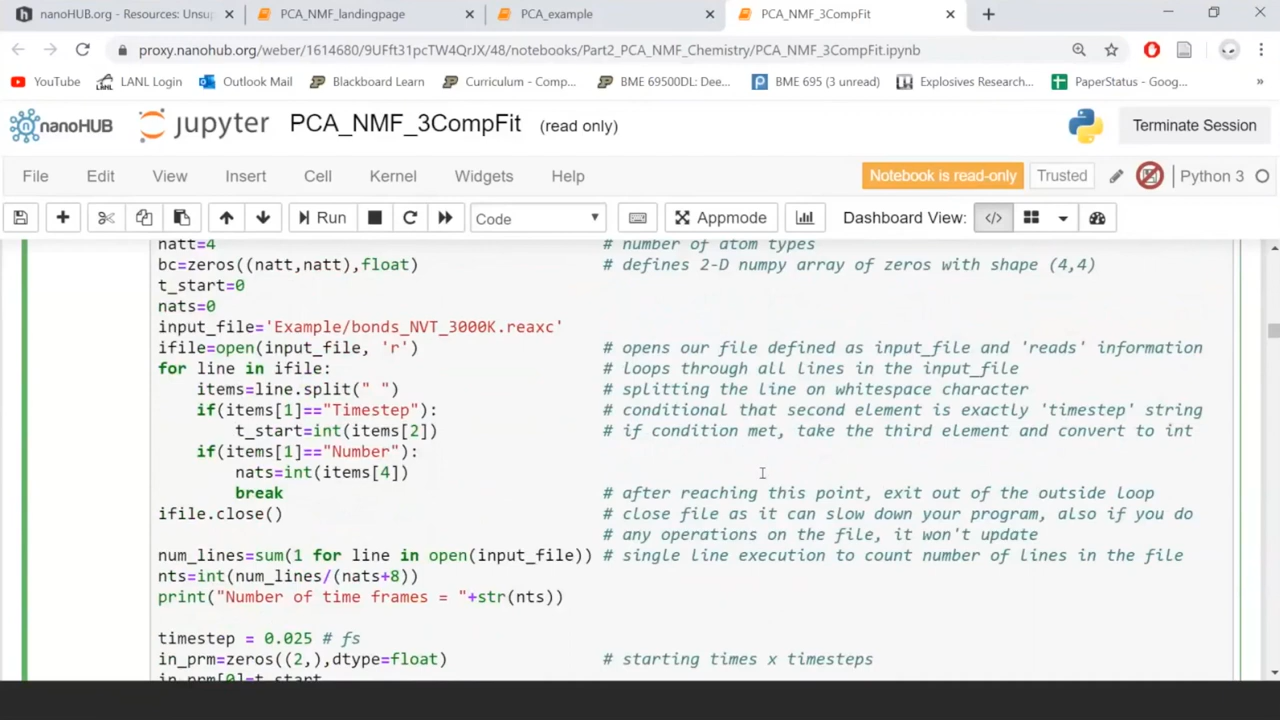 nanoHUB.org - Resources: Unsu
PCA_NMF_landingpage
PCA_example
PCA_NMF_3CompFit
proxy.nanohub.org/weber/1614680/9UFft31pcTW4QrJX/48/notebooks/Part2_PCA_NMF_Chemistry/PCA_NMF_3CompFit.ipynb
YouTube
LANL Login
Outlook Mail
Blackboard Learn
Curriculum - Comp...
BME 69500DL: Dee...
BME 695 (3 unread)
Explosives Research...
PaperStatus - Goog...
nanoHUB
jupyter
PCA_NMF_3CompFit (read only)
Terminate Session
File Edit View Insert Cell Kernel Widgets Help
Notebook is read-only
Trusted
Python 3
Run
Code
Appmode
Dashboard View:
natt=4 # number of atom types
bc=zeros((natt,natt),float) # defines 2-D numpy array of zeros with shape (4,4)
t_start=0
nats=0
input_file='Example/bonds_NVT_3000K.reaxc'
ifile=open(input_file, 'r') # opens our file defined as input_file and 'reads' information
for line in ifile: # loops through all lines in the input_file
items=line.split(" ") # splitting the line on whitespace character
if(items[1]=="Timestep"): # conditional that second element is exactly 'timestep' string
t_start=int(items[2]) # if condition met, take the third element and convert to int
if(items[1]=="Number"):
nats=int(items[4])
break # after reaching this point, exit out of the outside loop
ifile.close() # close file as it can slow down your program, also if you do
# any operations on the file, it won't update
num_lines=sum(1 for line in open(input_file)) # single line execution to count number of lines in the file
nts=int(num_lines/(nats+8))
print("Number of time frames = "+str(nts))
timestep = 0.025 # fs
in_prm=zeros((2,),dtype=float) # starting times x timesteps
in_prm[0]=t_start